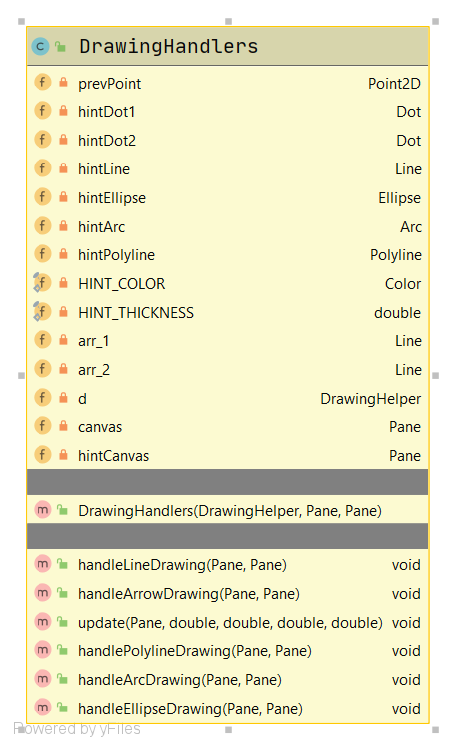 DrawingHandlers
prevPoint Point2D
hintDot1 Dot
hintDot2 Dot
hintLine Line
hintEllipse Ellipse
hintArc Arc
hintPolyline Polyline
HINT_COLOR Color
HINT_THICKNESS double
arr_1 Line
arr_2 Line
d DrawingHelper
canvas Pane
hintCanvas Pane
DrawingHandlers(DrawingHelper, Pane, Pane)
handleLineDrawing(Pane, Pane) void
handleArrowDrawing(Pane, Pane) void
update(Pane, double, double, double, double) void
handlePolylineDrawing(Pane, Pane) void
handleArcDrawing(Pane, Pane) void
handleEllipseDrawing(Pane, Pane) void
Powered by yFiles